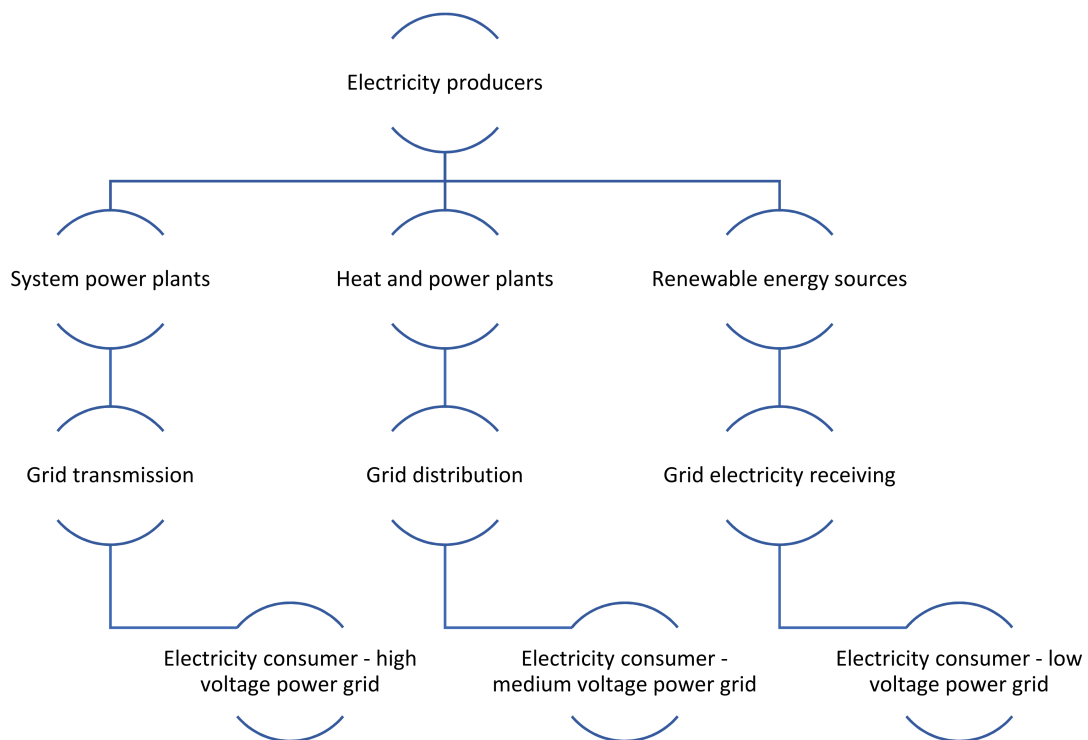 Electricity producers
System power plants
Heat and power plants
Renewable energy sources
Grid transmission
Grid distribution
Grid electricity receiving
Electricity consumer - high
voltage power grid
Electricity consumer -
medium voltage power grid
Electricity consumer - low
voltage power grid